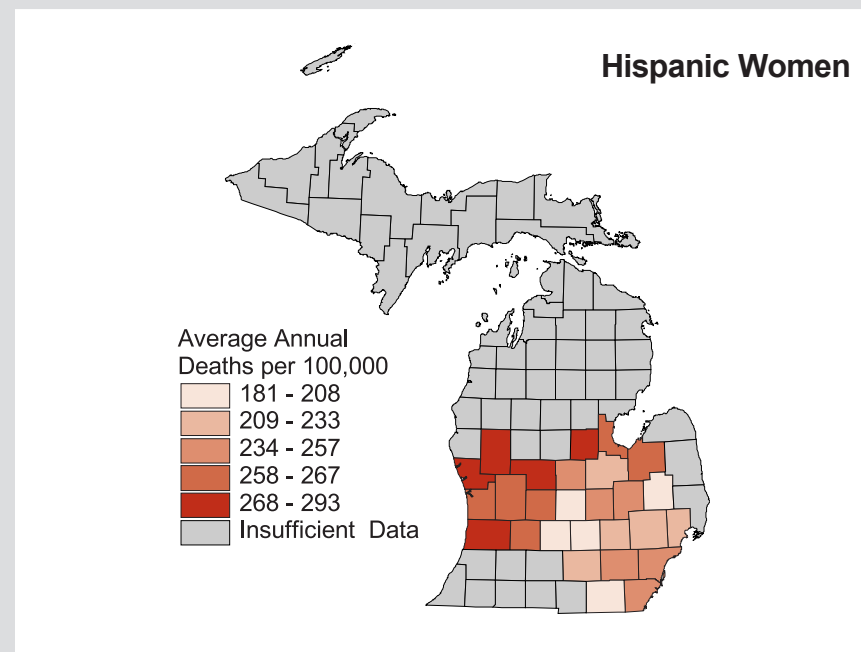 Hispanic Women
Average Annual
Deaths per 100,000
181 - 208
209 - 233
234 - 257
258 - 267
268 - 293
Insufficient Data